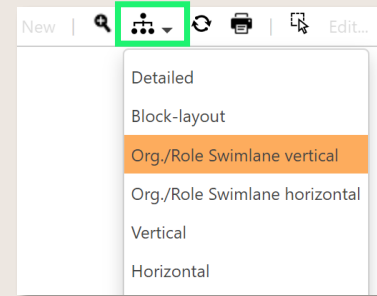 New | Edit...
Detailed
Block-layout
Org./Role Swimlane vertical
Org./Role Swimlane horizontal
Vertical
Horizontal